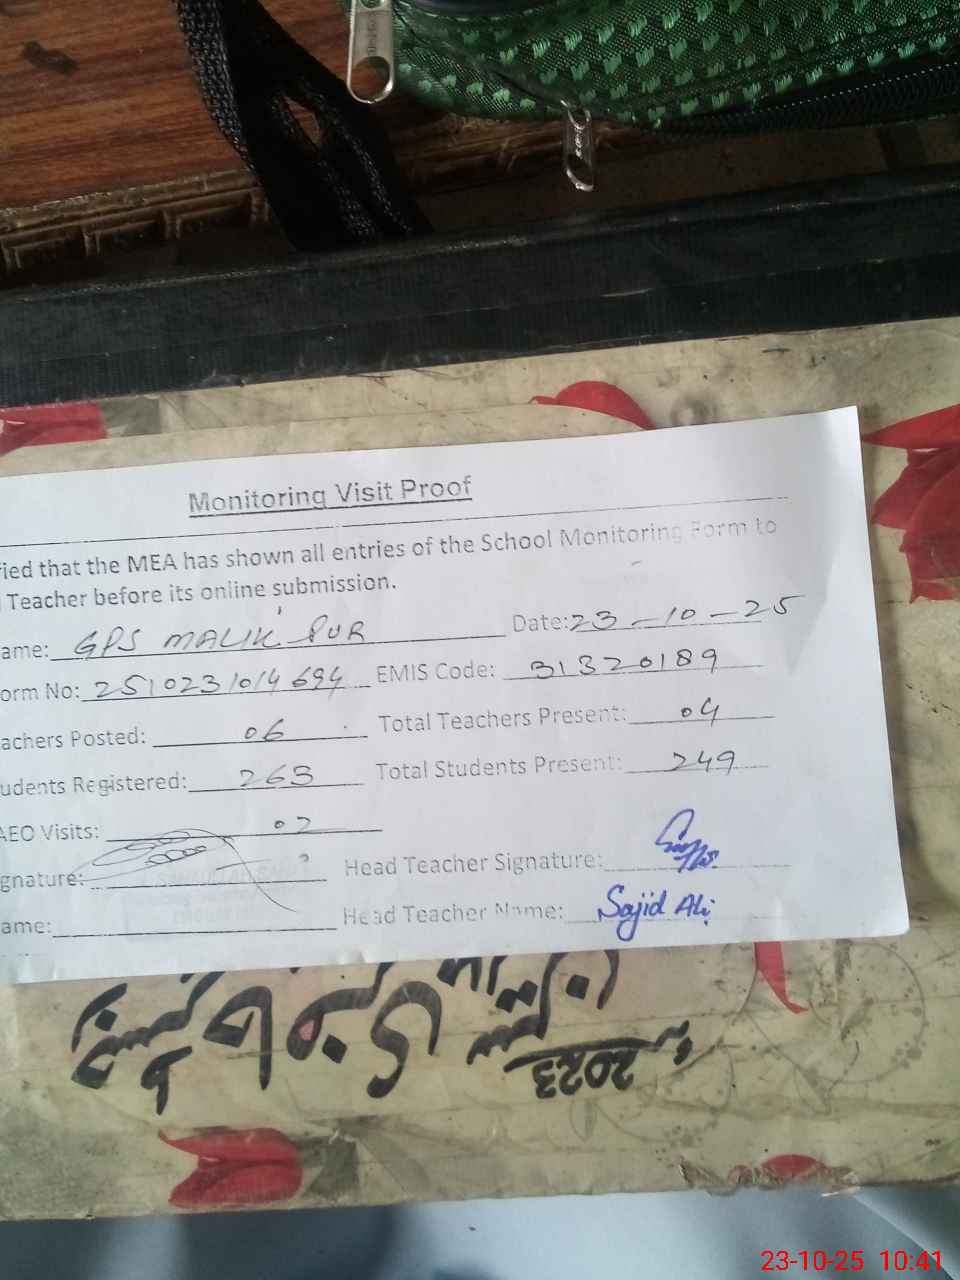 Monitoring Visit Proof
fied that the MEA has shown all entries of the School Monitoring Form to
Teacher before its online submission.
ame: GPS MALIK PUR Date: 23-10-25
orm No: 2510231014694 EMIS Code: 31320189
achers Posted: 06 Total Teachers Present: 04
udents Registered: 263 Total Students Present: 249
AEO Visits: 02
gnature: Head Teacher Signature:
ame: Head Teacher Name: Sajid Ali
2023
23-10-25 10:41